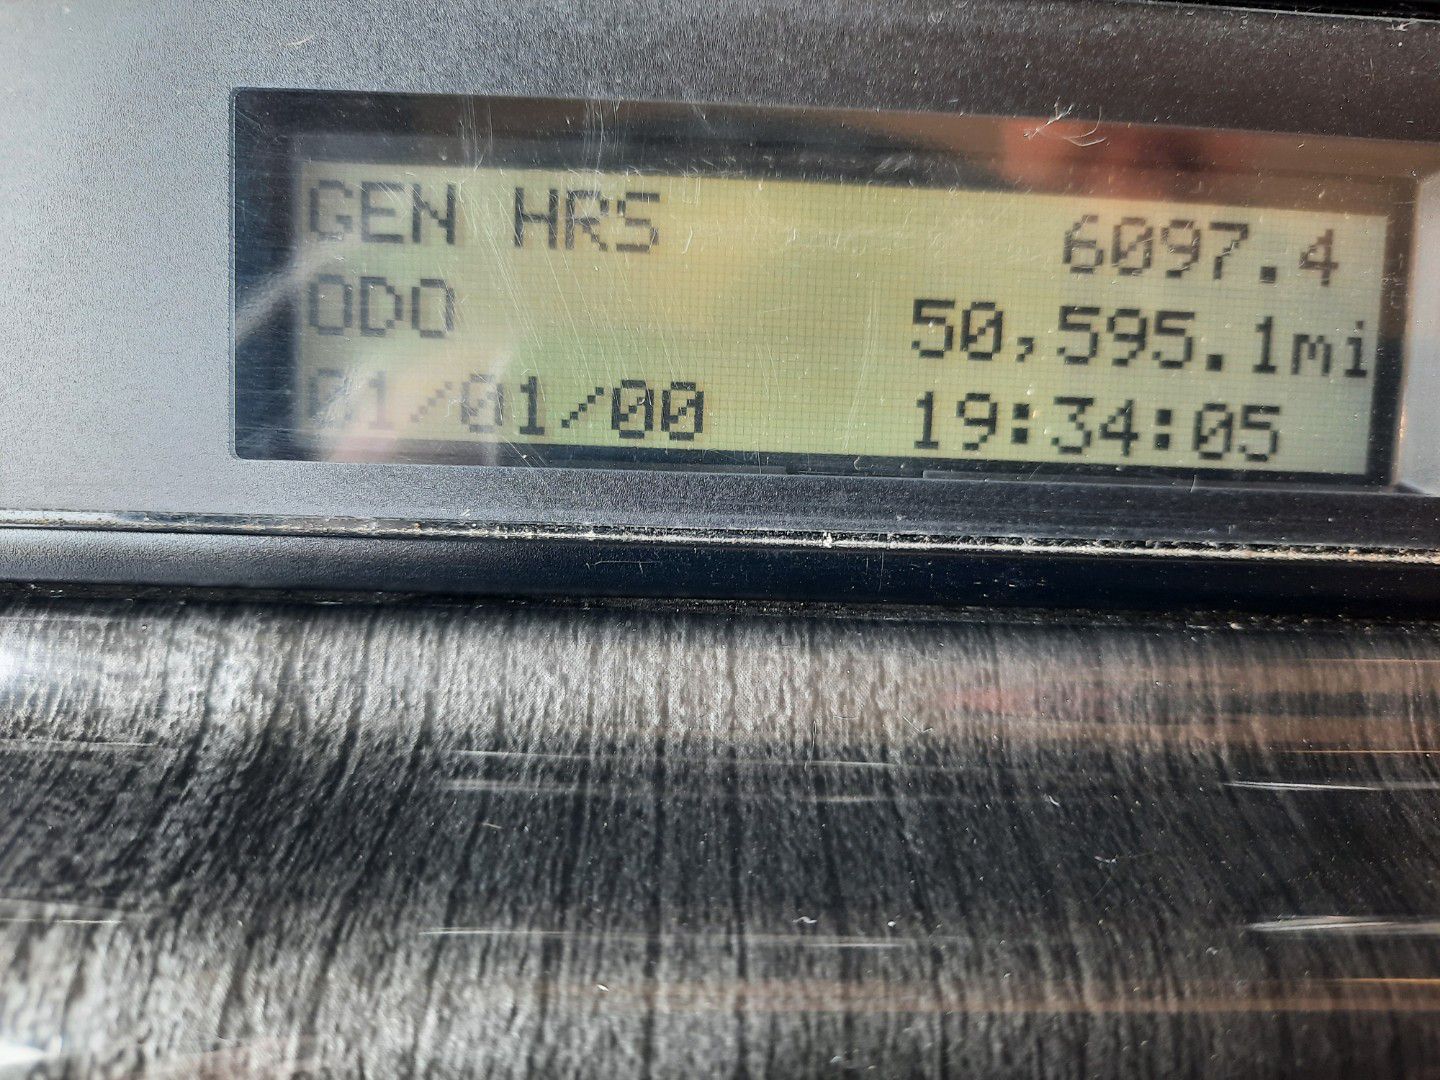 GEN HRS 6097.4
ODO 50,595.1mi
01/01/00 19:34:05